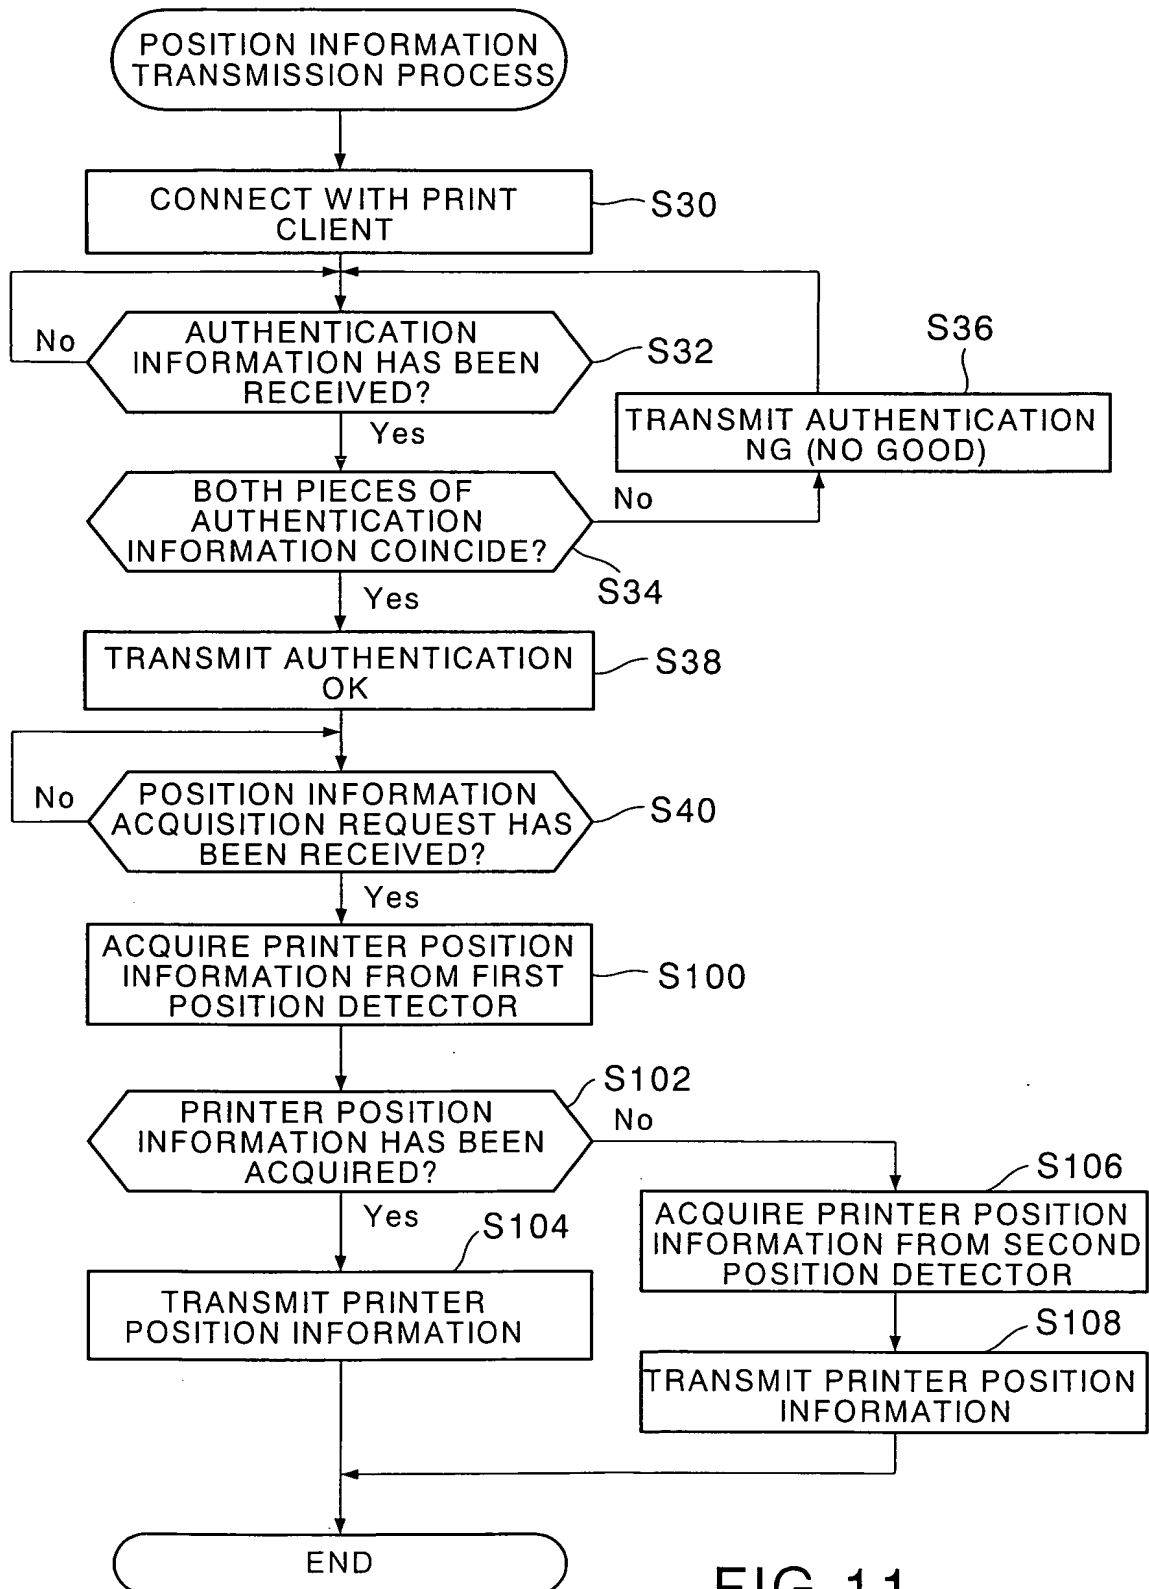 POSITION INFORMATION
TRANSMISSION PROCESS
CONNECT WITH PRINT
CLIENT
S30
AUTHENTICATION
INFORMATION HAS BEEN
RECEIVED?
S32
No
Yes
S36
TRANSMIT AUTHENTICATION
NG (NO GOOD)
BOTH PIECES OF
AUTHENTICATION
INFORMATION COINCIDE?
No
S34
Yes
TRANSMIT AUTHENTICATION
OK
S38
POSITION INFORMATION
ACQUISITION REQUEST HAS
BEEN RECEIVED?
No
S40
Yes
ACQUIRE PRINTER POSITION
INFORMATION FROM FIRST
POSITION DETECTOR
S100
PRINTER POSITION
INFORMATION HAS BEEN
ACQUIRED?
S102
No
Yes
S104
TRANSMIT PRINTER
POSITION INFORMATION
S106
ACQUIRE PRINTER POSITION
INFORMATION FROM SECOND
POSITION DETECTOR
S108
TRANSMIT PRINTER POSITION
INFORMATION
END
FIG 11